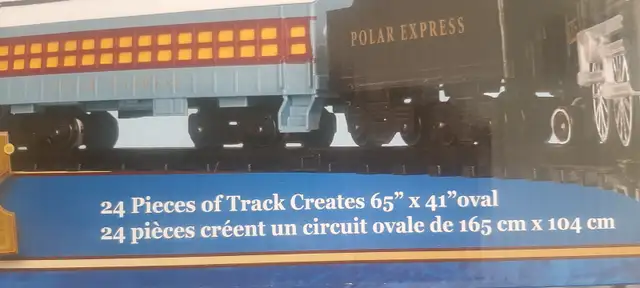 POLAR EXPRESS
24 Pieces of Track Creates 65” x 41”oval
24 pièces créent un circuit ovale de 165 cm x 104 cm